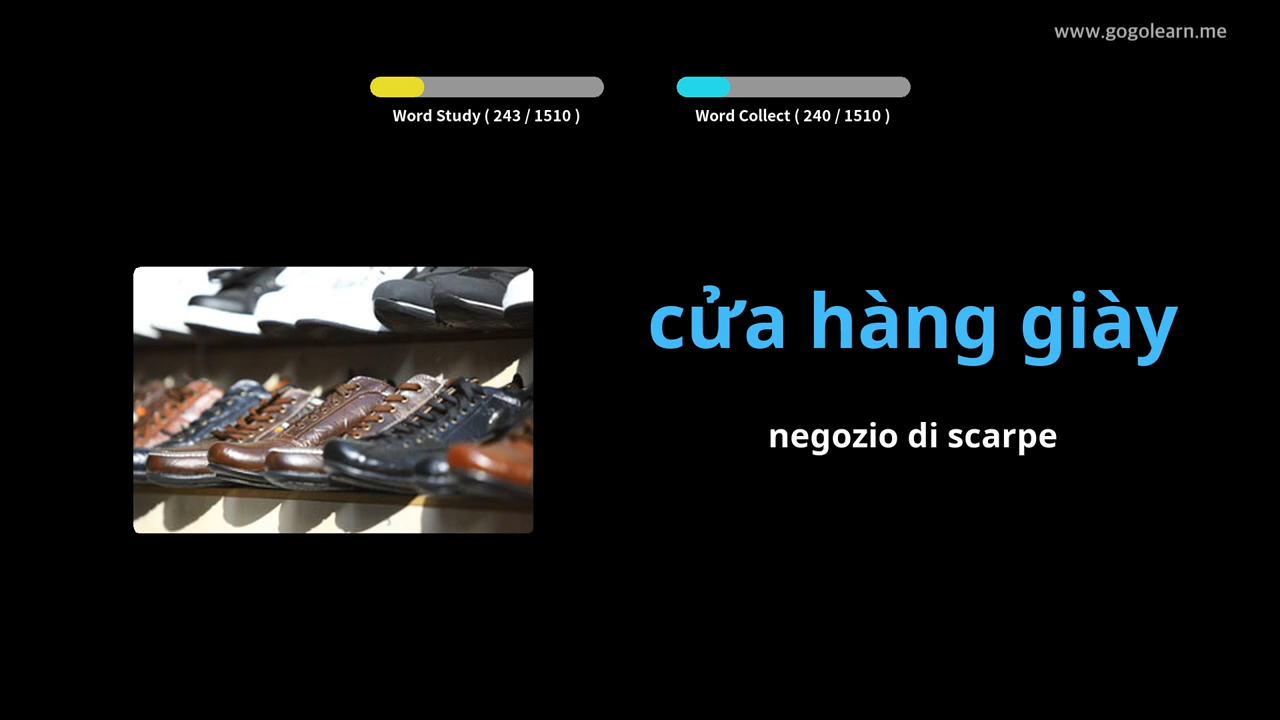 www.gogolearn.me
Word Study ( 243 / 1510 )
Word Collect ( 240 / 1510 )
cửa hàng giày
negozio di scarpe